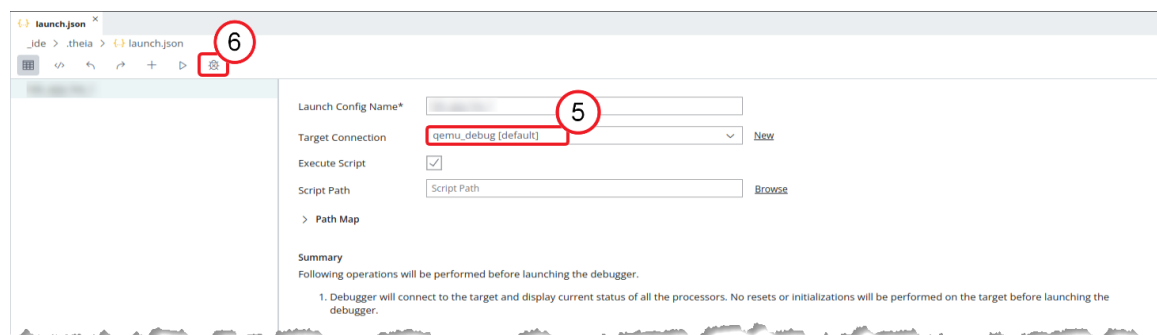 launch.json ×
_ide > .theia > {..} launch.json
6
Launch Config Name*
5
Target Connection qemu_debug [default] New
Execute Script
Script Path Script Path Browse
> Path Map
Summary
Following operations will be performed before launching the debugger.
1. Debugger will connect to the target and display current status of all the processors. No resets or initializations will be performed on the target before launching the
debugger.